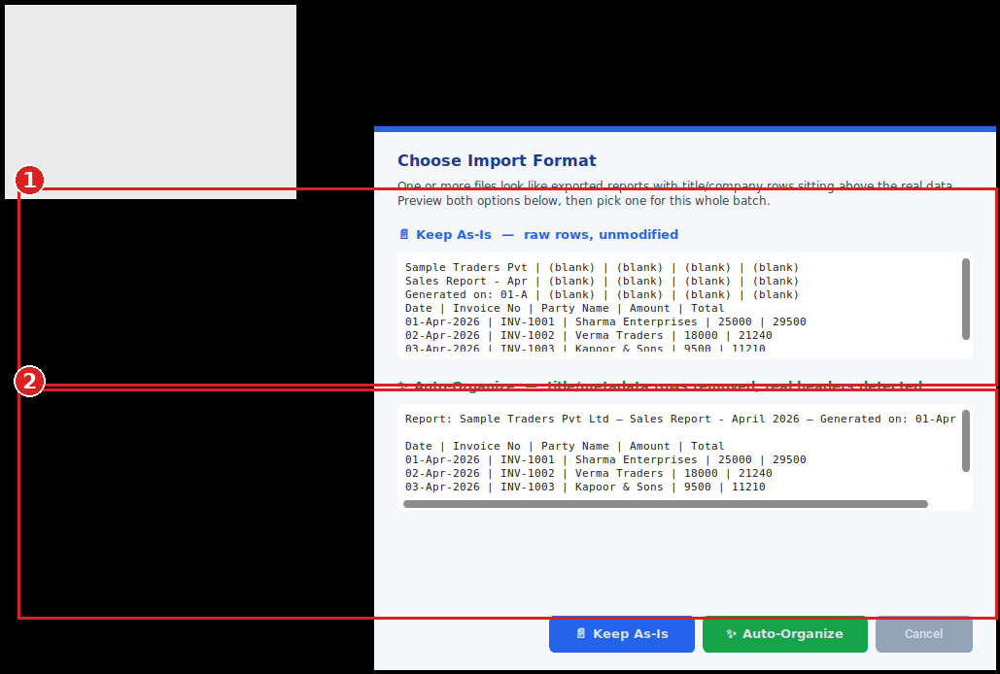 1
Choose Import Format
One or more files look like exported reports with title/company rows sitting above the real data.
Preview both options below, then pick one for this whole batch.
📄 Keep As-Is — raw rows, unmodified
Sample Traders Pvt | (blank) | (blank) | (blank) | (blank)
Sales Report - Apr | (blank) | (blank) | (blank) | (blank)
Generated on: 01-A | (blank) | (blank) | (blank) | (blank)
Date | Invoice No | Party Name | Amount | Total
01-Apr-2026 | INV-1001 | Sharma Enterprises | 25000 | 29500
02-Apr-2026 | INV-1002 | Verma Traders | 18000 | 21240
03-Apr-2026 | INV-1003 | Kapoor & Sons | 9500 | 11210
2
✨ Auto-Organize — title/metadata rows removed, real headers detected
Report: Sample Traders Pvt Ltd — Sales Report - April 2026 — Generated on: 01-Apr
Date | Invoice No | Party Name | Amount | Total
01-Apr-2026 | INV-1001 | Sharma Enterprises | 25000 | 29500
02-Apr-2026 | INV-1002 | Verma Traders | 18000 | 21240
03-Apr-2026 | INV-1003 | Kapoor & Sons | 9500 | 11210
📄 Keep As-Is
✨ Auto-Organize
Cancel